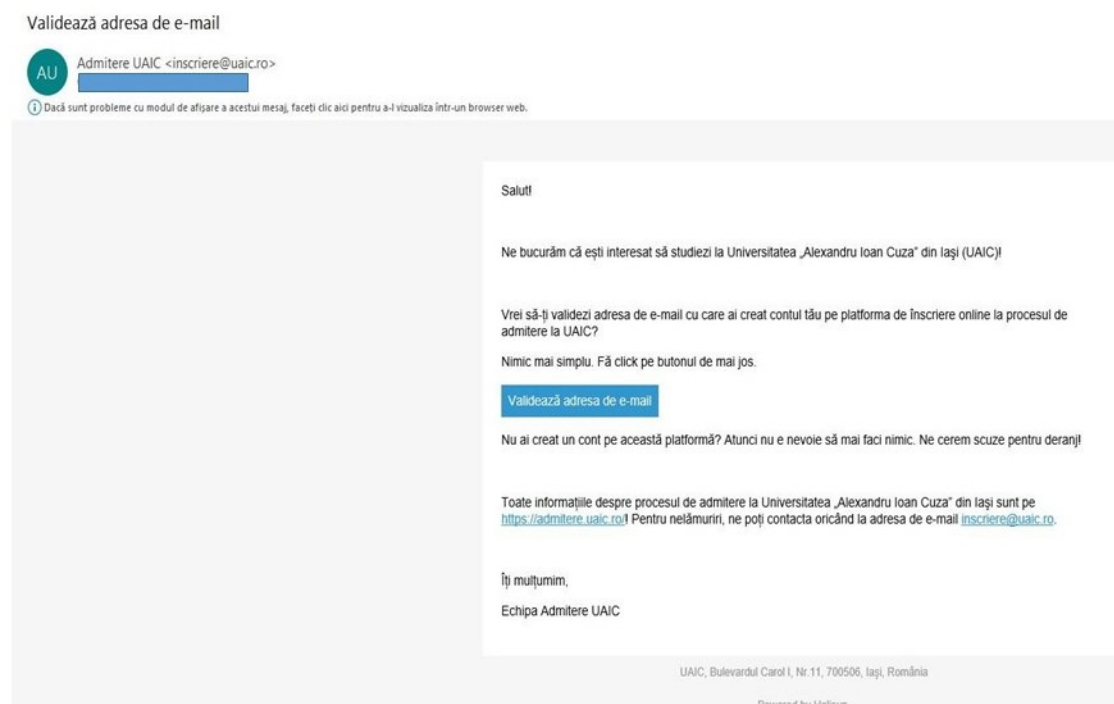 Validează adresa de e-mail
AU
Admitere UAIC <inscriere@uaic.ro>
Dacă sunt probleme cu modul de afișare a acestui mesaj, faceți clic aici pentru a-l vizualiza într-un browser web.
Salut!
Ne bucurăm că ești interesat să studiezi la Universitatea „Alexandru Ioan Cuza” din Iaşi (UAIC)!
Vrei să-ți validezi adresa de e-mail cu care ai creat contul tău pe platforma de înscriere online la procesul de
admitere la UAIC?
Nimic mai simplu. Fă click pe butonul de mai jos.
Validează adresa de e-mail
Nu ai creat un cont pe această platformă? Atunci nu e nevoie să mai faci nimic. Ne cerem scuze pentru deranj!
Toate informațiile despre procesul de admitere la Universitatea „Alexandru Ioan Cuza” din Iaşi sunt pe
https://admitere.uaic.ro/! Pentru nelămuriri, ne poți contacta oricând la adresa de e-mail inscriere@uaic.ro.
Îți mulțumim,
Echipa Admitere UAIC
UAIC, Bulevardul Carol I, Nr.11, 700506, Iași, România
Powered by